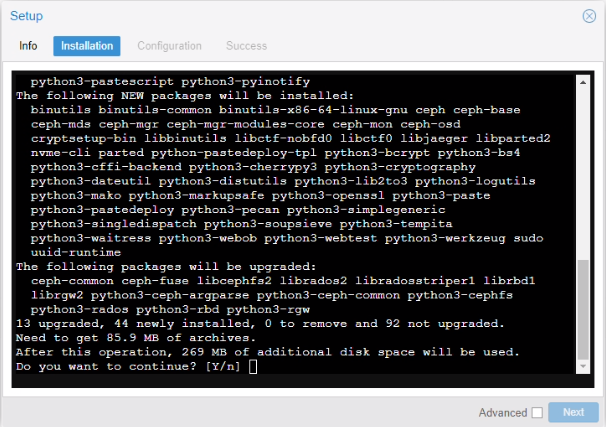 Setup
Info Installation Configuration Success
python3-pastescript python3-pyinotify
The following NEW packages will be installed:
binutils binutils-common binutils-x86-64-linux-gnu ceph ceph-base
ceph-mds ceph-mgr ceph-mgr-modules-core ceph-mon ceph-osd
cryptsetup-bin libbinutils libctf-nobfd0 libctf0 libjaeger libparted2
nvme-cli parted python-pastedeploy-tpl python3-bcrypt python3-bs4
python3-cffi-backend python3-cherrypy3 python3-cryptography
python3-dateutil python3-distutils python3-lib2to3 python3-logutils
python3-mako python3-markupsafe python3-openssl python3-paste
python3-pastedeploy python3-pecan python3-simplegeneric
python3-singledispatch python3-soupsieve python3-tempita
python3-waitress python3-webob python3-webtest python3-werkzeug sudo
uuid-runtime
The following packages will be upgraded:
ceph-common ceph-fuse libcephfs2 librados2 libradosstriper1 librbd1
librgw2 python3-ceph-argparse python3-ceph-common python3-cephfs
python3-rados python3-rbd python3-rgw
13 upgraded, 44 newly installed, 0 to remove and 92 not upgraded.
Need to get 85.9 MB of archives.
After this operation, 269 MB of additional disk space will be used.
Do you want to continue? [Y/n]
Advanced Next